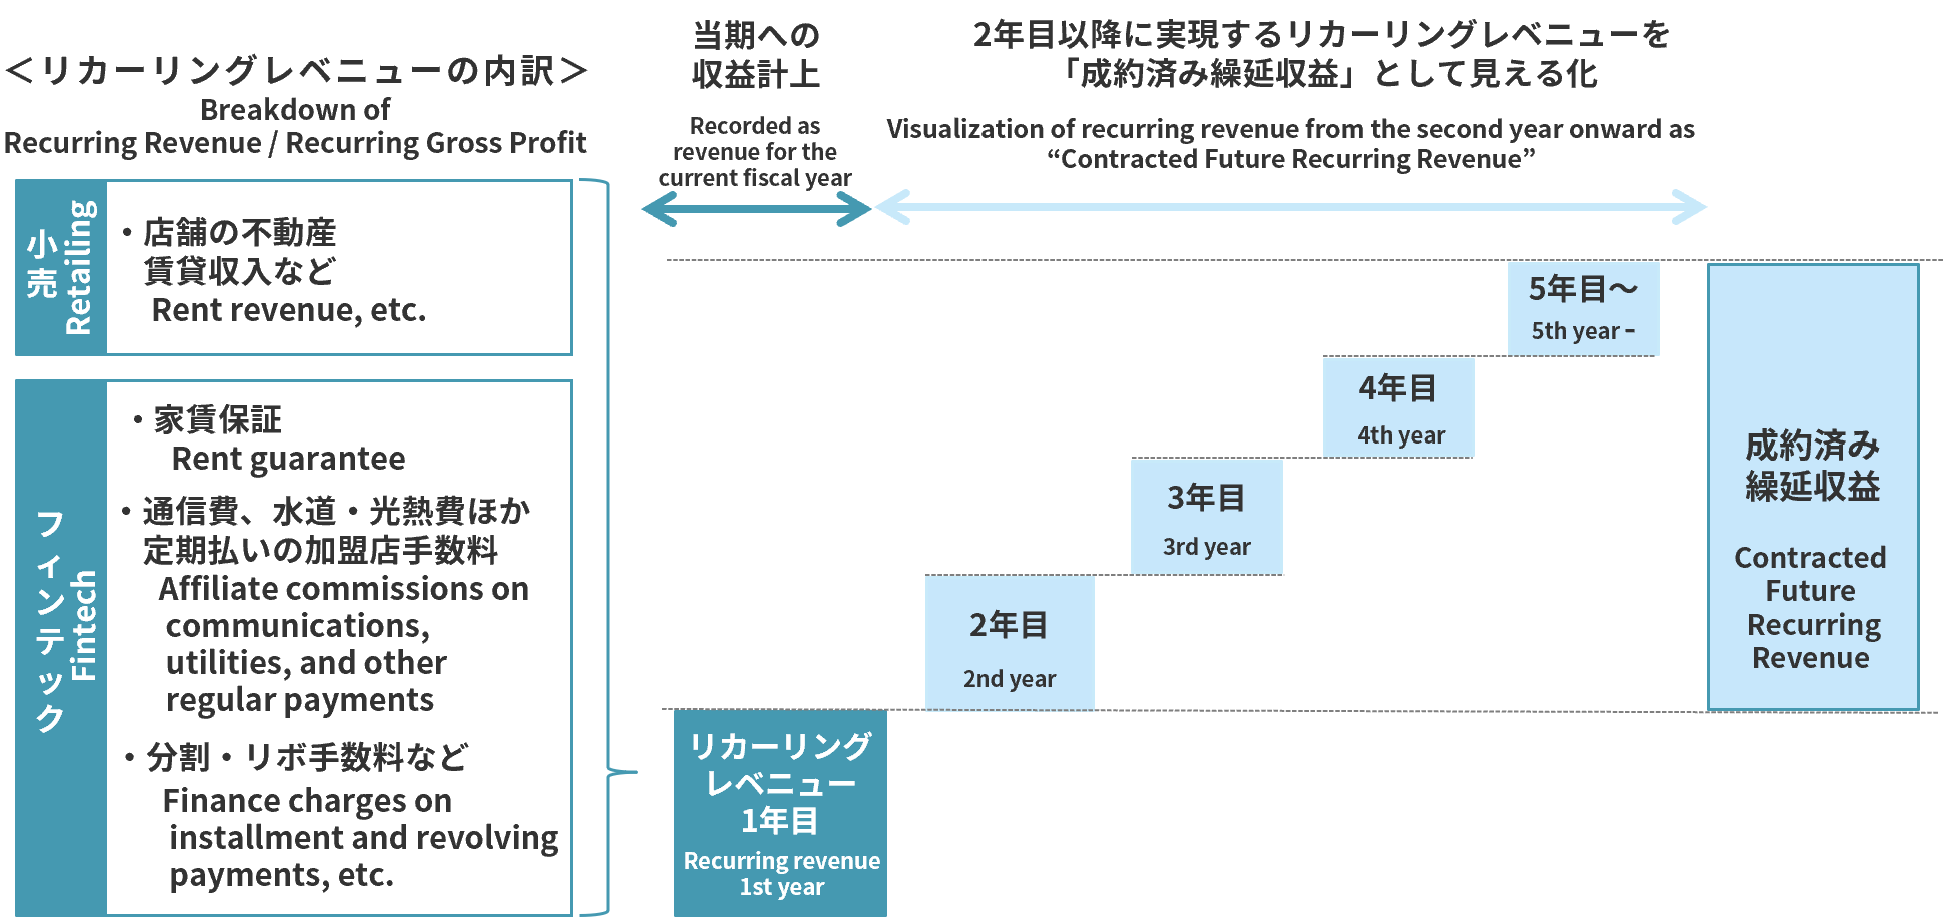 ＜リカーリングレベニューの内訳＞
Breakdown of
Recurring Revenue / Recurring Gross Profit
当期への
収益計上
Recorded as
revenue for the
current fiscal year
2年目以降に実現するリカーリングレベニューを
「成約済み繰延収益」として見える化
Visualization of recurring revenue from the second year onward as
“Contracted Future Recurring Revenue”
小売
Retailing
・店舗の不動産
賃貸収入など
Rent revenue, etc.
フィンテック
Fintech
・家賃保証
Rent guarantee
・通信費、水道・光熱費ほか
定期払いの加盟店手数料
Affiliate commissions on
communications,
utilities, and other
regular payments
・分割・リボ手数料など
Finance charges on
installment and revolving
payments, etc.
リカーリング
レベニュー
1年目
Recurring revenue
1st year
2年目
2nd year
3年目
3rd year
4年目
4th year
5年目～
5th year -
成約済み
繰延収益
Contracted
Future
Recurring
Revenue